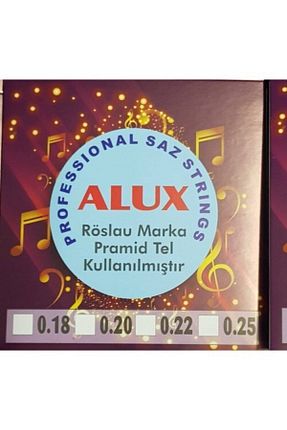 PROFESSIONAL SAZ STRINGS
ALUX
Röslau Marka
Pramid Tel
Kullanılmıştır
0.18 0.20 0.22 0.25